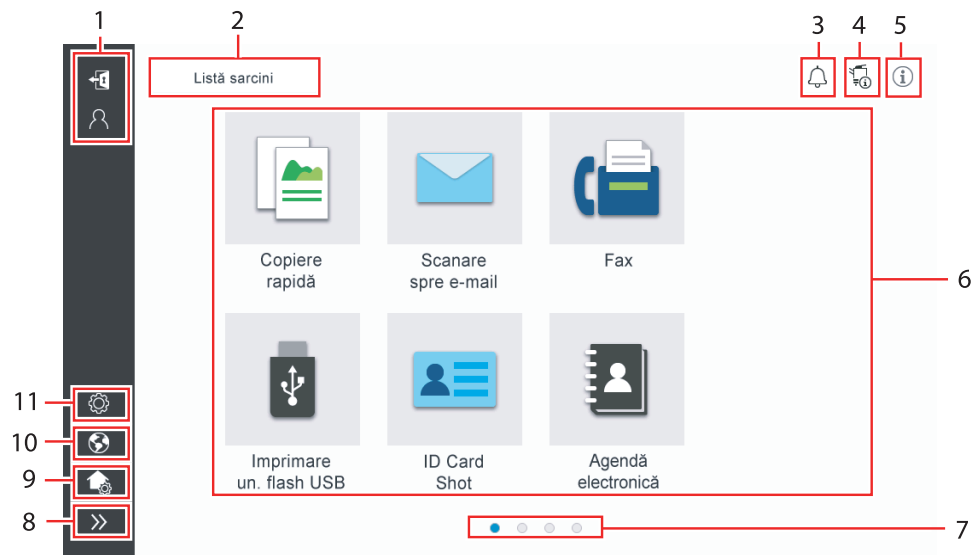 1
2
3
4
5
Listă sarcini
Copiere
rapidă
Scanare
spre e-mail
Fax
6
Imprimare
un. flash USB
ID Card
Shot
Agendă
electronică
11
10
9
8
7